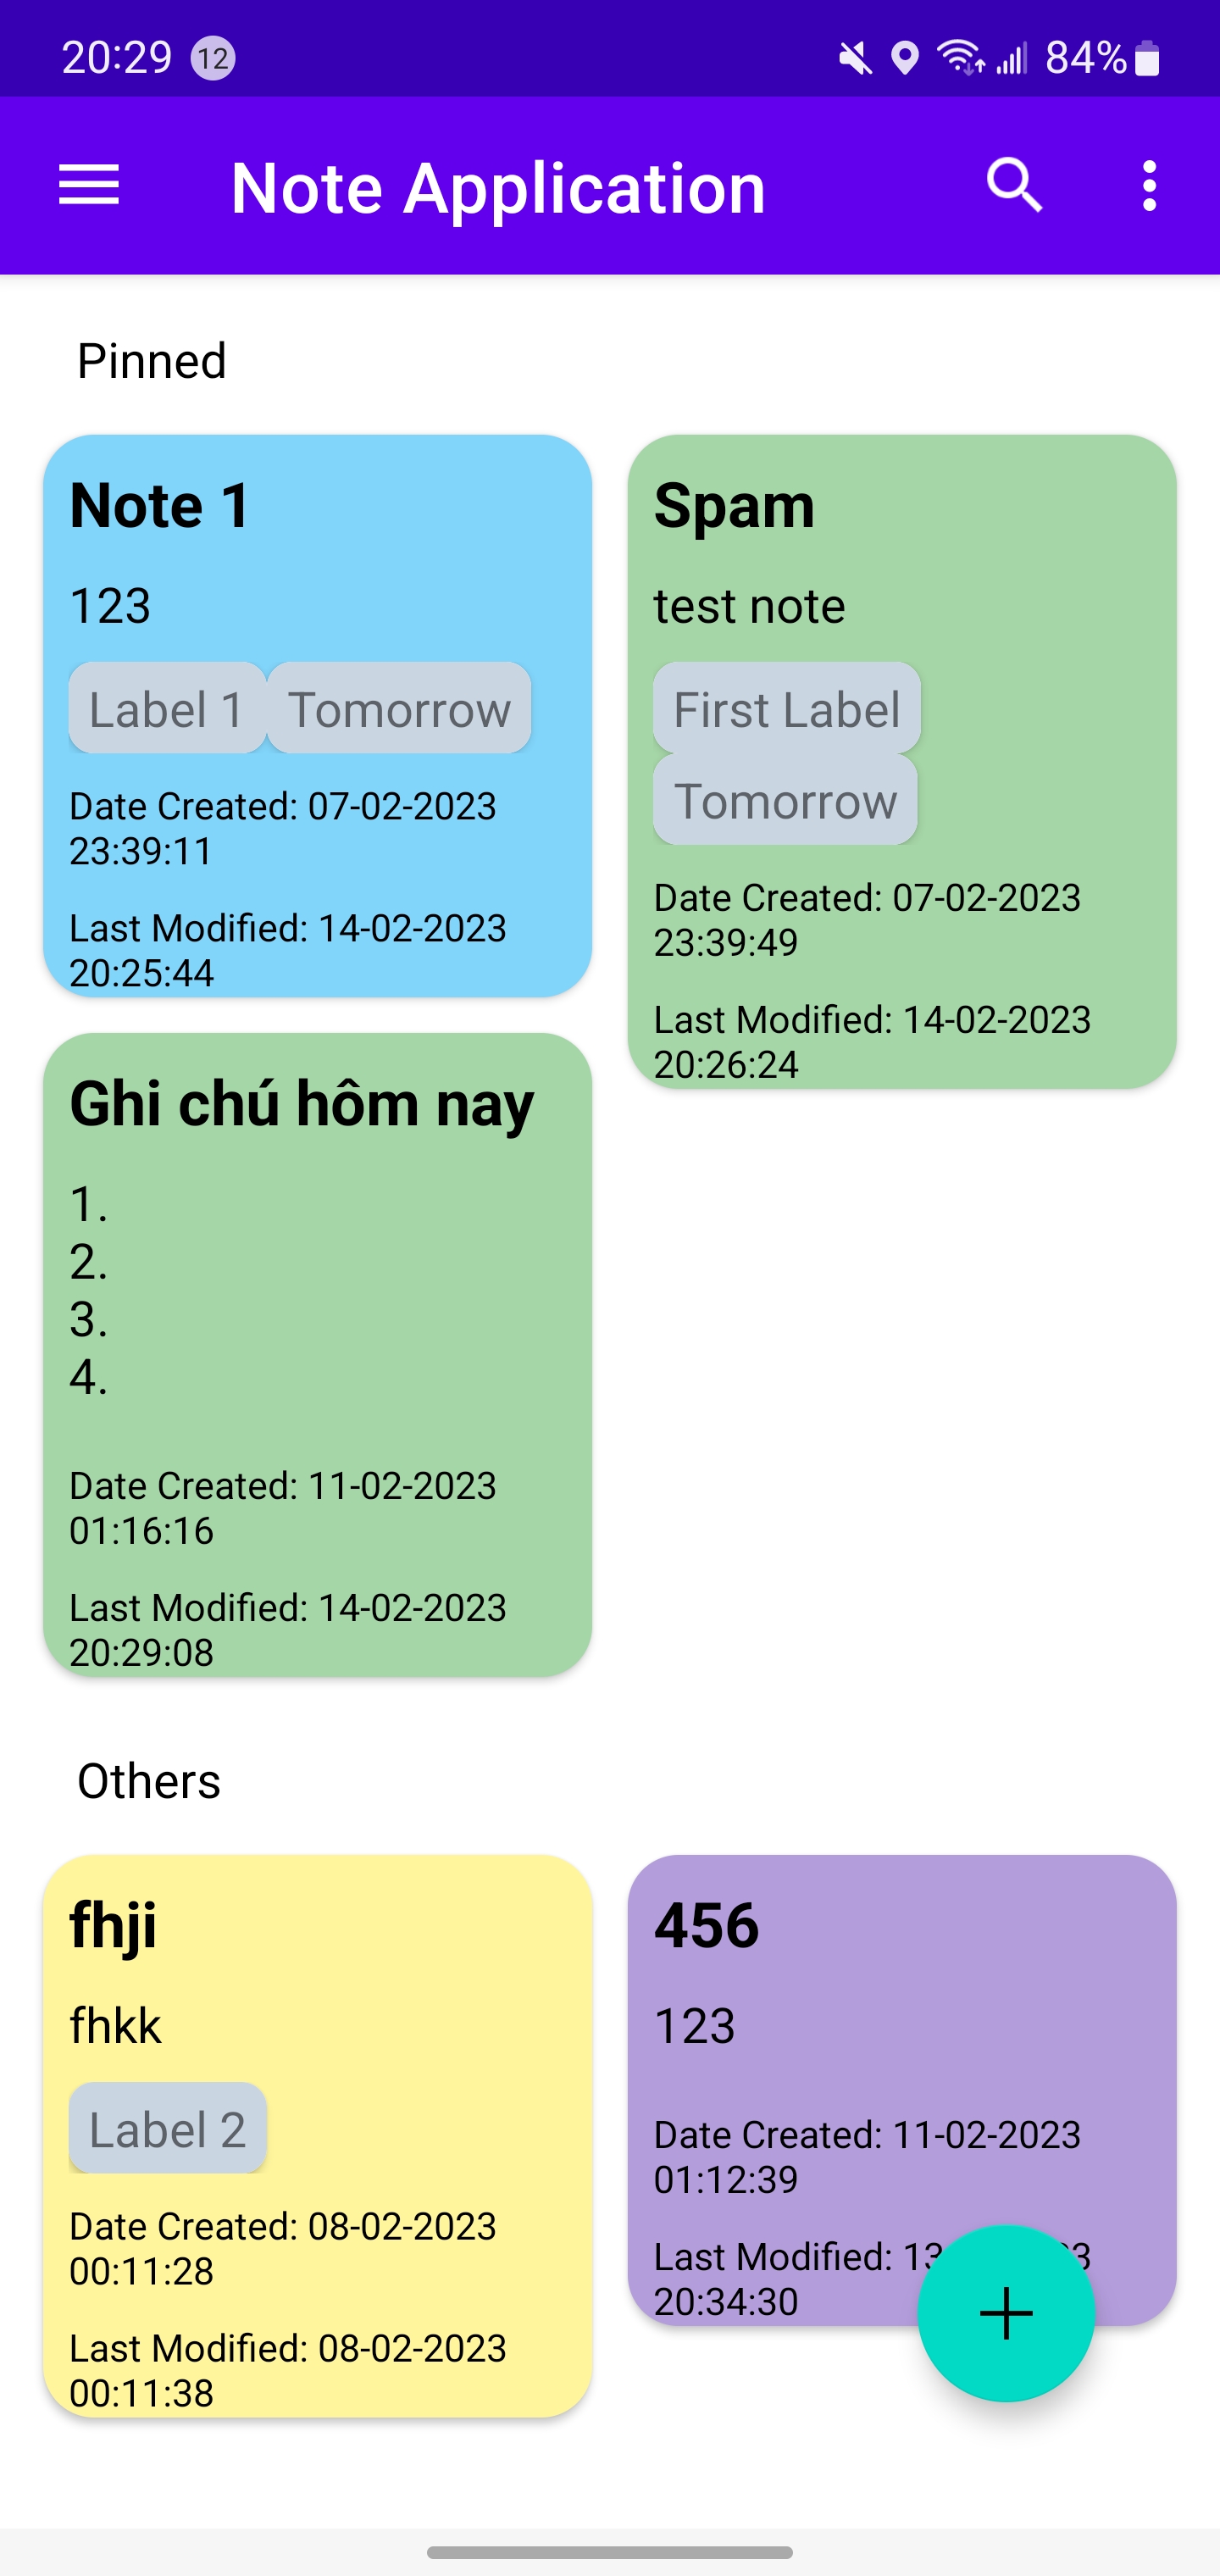 20:29 12 84%
Note Application
Pinned
Note 1
123
Label 1 Tomorrow
Date Created: 07-02-2023
23:39:11
Last Modified: 14-02-2023
20:25:44
Spam
test note
First Label
Tomorrow
Date Created: 07-02-2023
23:39:49
Last Modified: 14-02-2023
20:26:24
Ghi chú hôm nay
1.
2.
3.
4.
Date Created: 11-02-2023
01:16:16
Last Modified: 14-02-2023
20:29:08
Others
fhji
fhkk
Label 2
Date Created: 08-02-2023
00:11:28
Last Modified: 08-02-2023
00:11:38
456
123
Date Created: 11-02-2023
01:12:39
Last Modified:
20:34:30